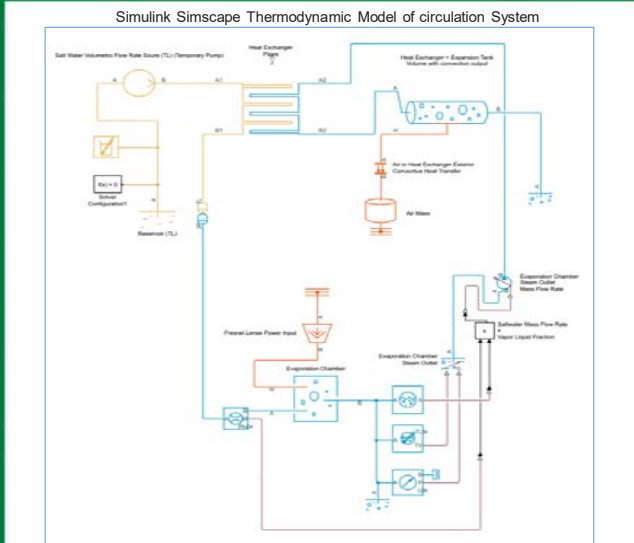 Simulink Simscape Thermodynamic Model of circulation System
Salt Water Volumetric Flow Rate Soure (TL) (Temporary Pump)
Heat Exchanger
Heat Exchanger + Expansion Tank
Volume with convection output
A
B
A1
A2
B1
B2
A
B
H
f(x) = 0
Solver
Configuration1
Reservoir (TL)
Air to Heat Exchanger Exterior
Convective Heat Transfer
Air Mass
Evaporation Chamber
Steam Outlet
Mass Flow Rate
Saltwater Mass Flow Rate
Vapor Liquid Fraction
Fresnel Lense Power Input
Evaporation Chamber
Steam Outlet
Evaporation Chamber